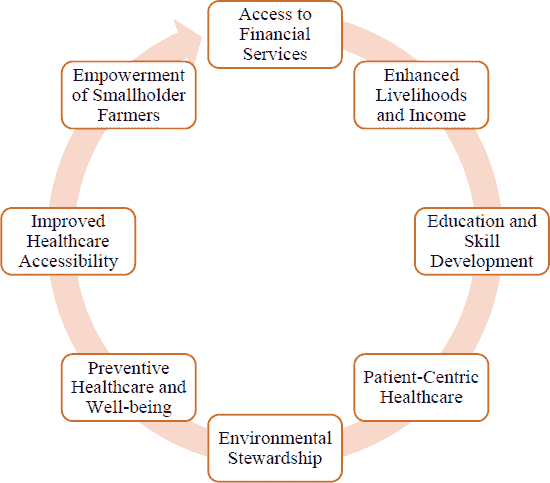 Access to
Financial
Services
Enhanced
Livelihoods
and Income
Education and
Skill
Development
Patient-Centric
Healthcare
Environmental
Stewardship
Preventive
Healthcare and
Well-being
Improved
Healthcare
Accessibility
Empowerment
of Smallholder
Farmers